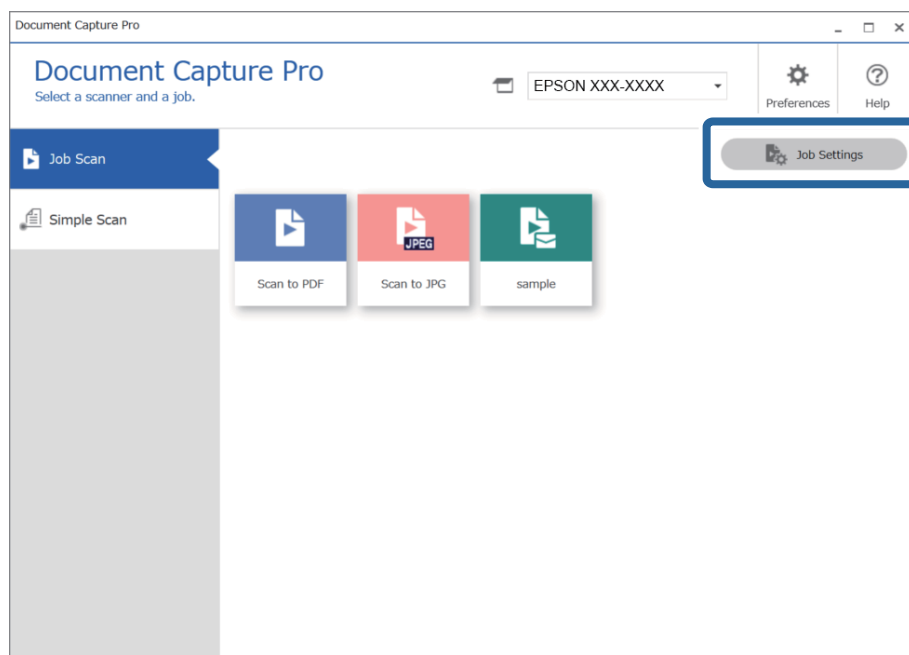 Document Capture Pro
Document Capture Pro
Select a scanner and a job.
EPSON XXX-XXXX
Preferences
Help
Job Scan
Job Settings
Simple Scan
JPEG
Scan to PDF
Scan to JPG
sample